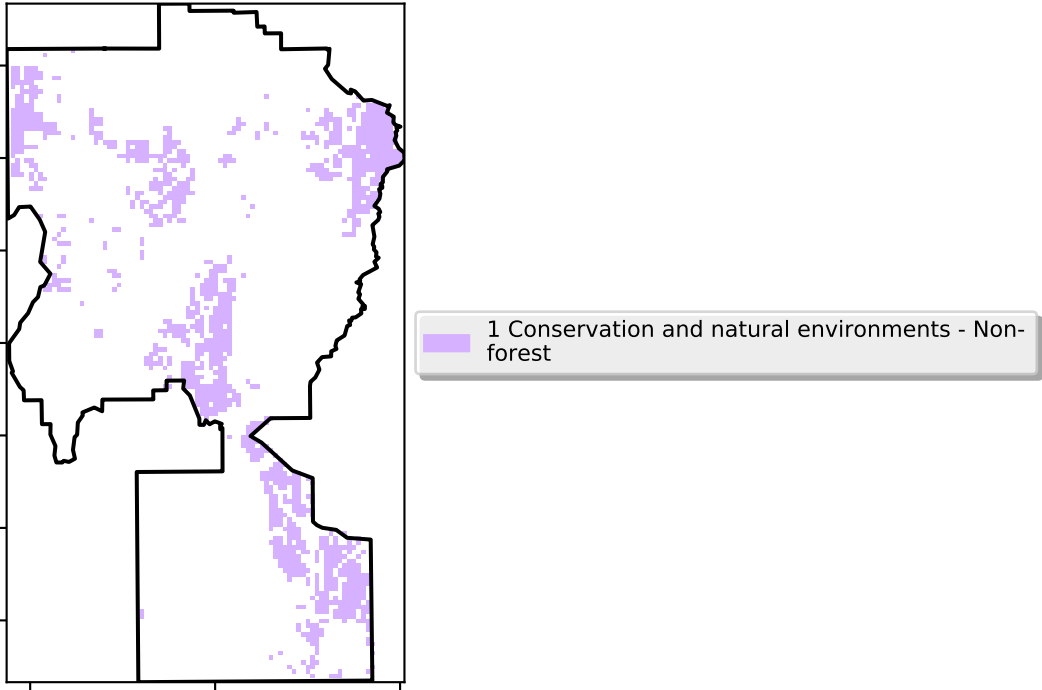 1 Conservation and natural environments - Non-
forest